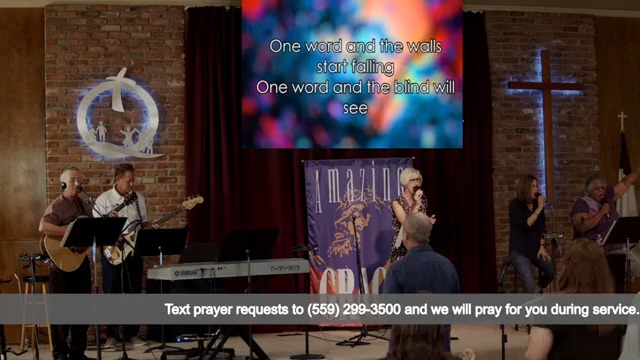 One word and the walls
start falling
One word and the blind will
see
Amazing
GRACE
YAMAHA
MM8
Text prayer requests to (559) 299-3500 and we will pray for you during service.